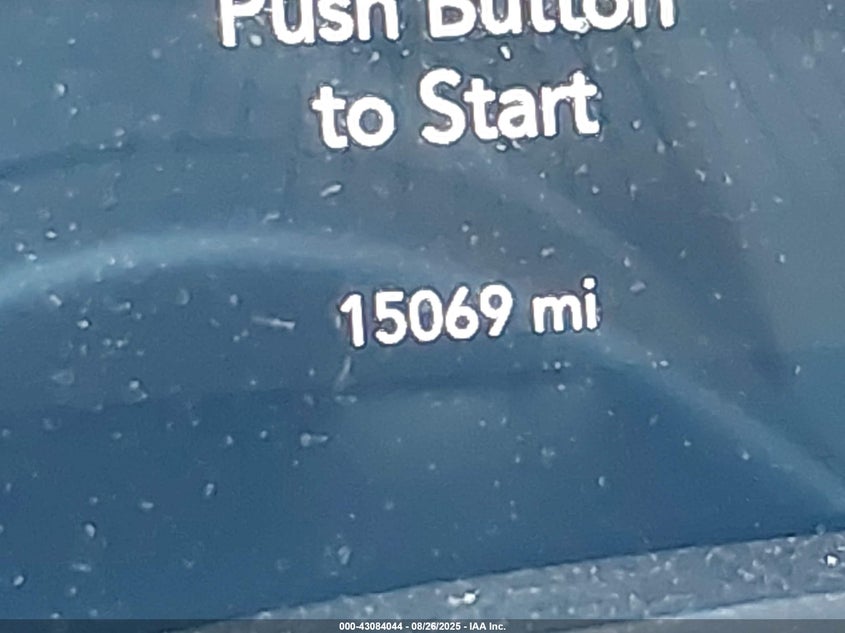 Push Button
to Start
15069 mi
000-43084044 - 08/26/2025 - IAA Inc.